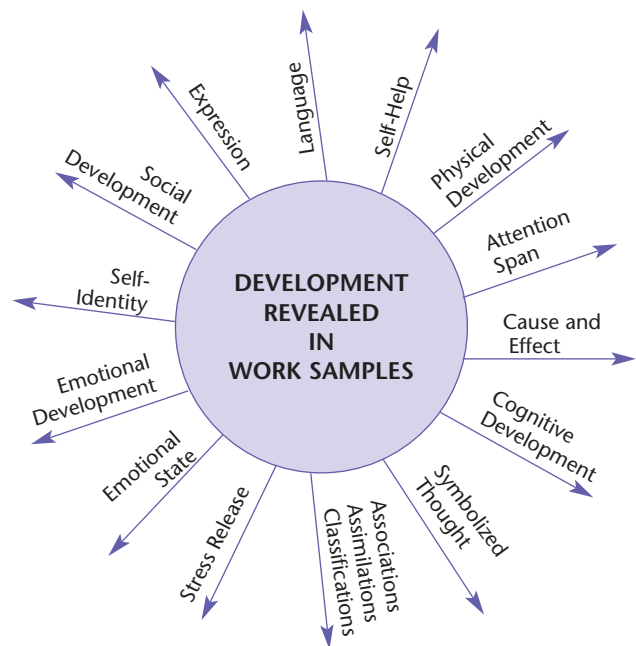 DEVELOPMENT
REVEALED
IN
WORK SAMPLES
Language
Self-Help
Physical
Development
Attention
Span
Cause and
Effect
Cognitive
Development
Symbolized
Thought
Associations
Assimilations
Classifications
Stress Release
Emotional
State
Emotional
Development
Self-
Identity
Social
Development
Expression